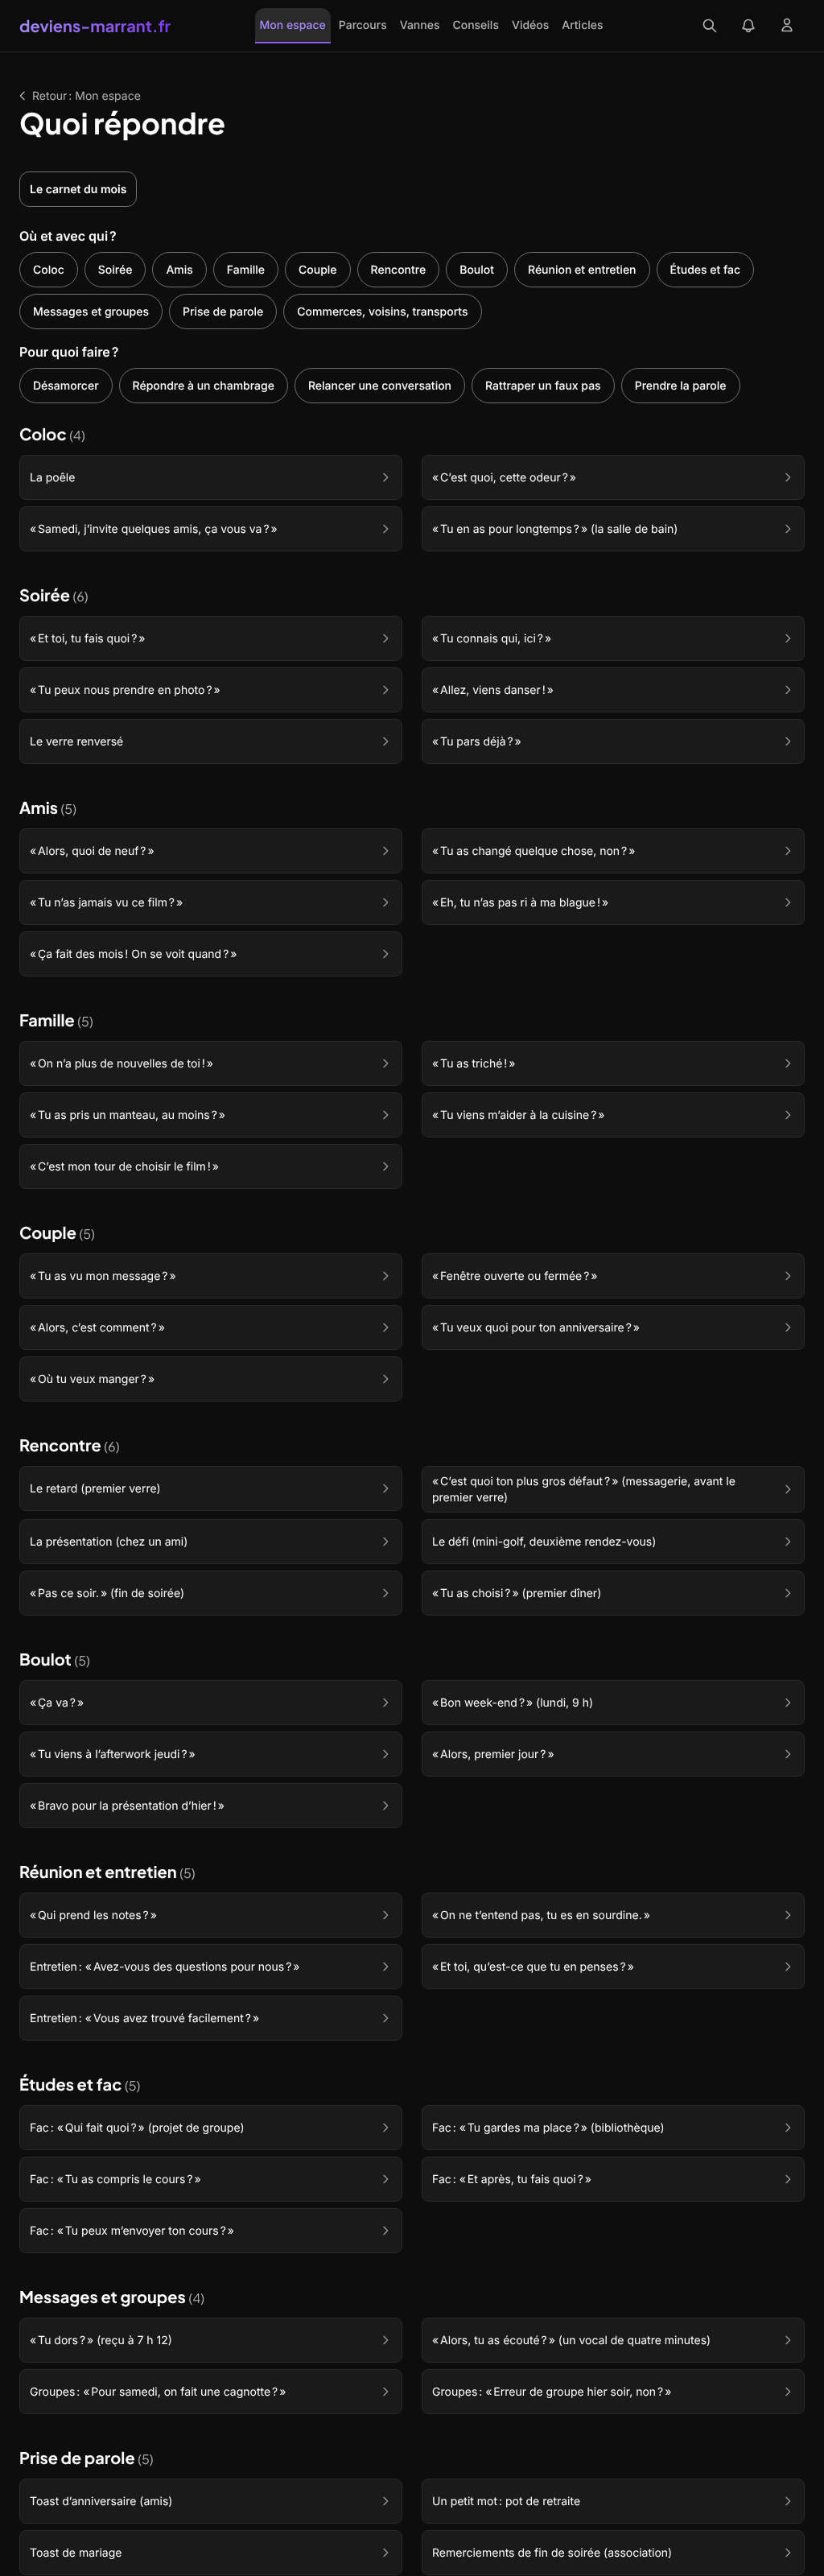 deviens-marrant.fr
Mon espace
Parcours
Vannes
Conseils
Vidéos
Articles
Retour : Mon espace
Quoi répondre
Le carnet du mois
Où et avec qui ?
Coloc
Soirée
Amis
Famille
Couple
Rencontre
Boulot
Réunion et entretien
Études et fac
Messages et groupes
Prise de parole
Commerces, voisins, transports
Pour quoi faire ?
Désamorcer
Répondre à un chambrage
Relancer une conversation
Rattraper un faux pas
Prendre la parole
Coloc (4)
La poêle
« C’est quoi, cette odeur ? »
« Samedi, j’invite quelques amis, ça vous va ? »
« Tu en as pour longtemps ? » (la salle de bain)
Soirée (6)
« Et toi, tu fais quoi ? »
« Tu connais qui, ici ? »
« Tu peux nous prendre en photo ? »
« Allez, viens danser ! »
Le verre renversé
« Tu pars déjà ? »
Amis (5)
« Alors, quoi de neuf ? »
« Tu as changé quelque chose, non ? »
« Tu n’as jamais vu ce film ? »
« Eh, tu n’as pas ri à ma blague ! »
« Ça fait des mois ! On se voit quand ? »
Famille (5)
« On n’a plus de nouvelles de toi ! »
« Tu as triché ! »
« Tu as pris un manteau, au moins ? »
« Tu viens m’aider à la cuisine ? »
« C’est mon tour de choisir le film ! »
Couple (5)
« Tu as vu mon message ? »
« Fenêtre ouverte ou fermée ? »
« Alors, c’est comment ? »
« Tu veux quoi pour ton anniversaire ? »
« Où tu veux manger ? »
Rencontre (6)
Le retard (premier verre)
« C’est quoi ton plus gros défaut ? » (messagerie, avant le
premier verre)
La présentation (chez un ami)
Le défi (mini-golf, deuxième rendez-vous)
« Pas ce soir. » (fin de soirée)
« Tu as choisi ? » (premier dîner)
Boulot (5)
« Ça va ? »
« Bon week-end ? » (lundi, 9 h)
« Tu viens à l’afterwork jeudi ? »
« Alors, premier jour ? »
« Bravo pour la présentation d’hier ! »
Réunion et entretien (5)
« Qui prend les notes ? »
« On ne t’entend pas, tu es en sourdine. »
Entretien : « Avez-vous des questions pour nous ? »
« Et toi, qu’est-ce que tu en penses ? »
Entretien : « Vous avez trouvé facilement ? »
Études et fac (5)
Fac : « Qui fait quoi ? » (projet de groupe)
Fac : « Tu gardes ma place ? » (bibliothèque)
Fac : « Tu as compris le cours ? »
Fac : « Et après, tu fais quoi ? »
Fac : « Tu peux m’envoyer ton cours ? »
Messages et groupes (4)
« Tu dors ? » (reçu à 7 h 12)
« Alors, tu as écouté ? » (un vocal de quatre minutes)
Groupes : « Pour samedi, on fait une cagnotte ? »
Groupes : « Erreur de groupe hier soir, non ? »
Prise de parole (5)
Toast d’anniversaire (amis)
Un petit mot : pot de retraite
Toast de mariage
Remerciements de fin de soirée (association)